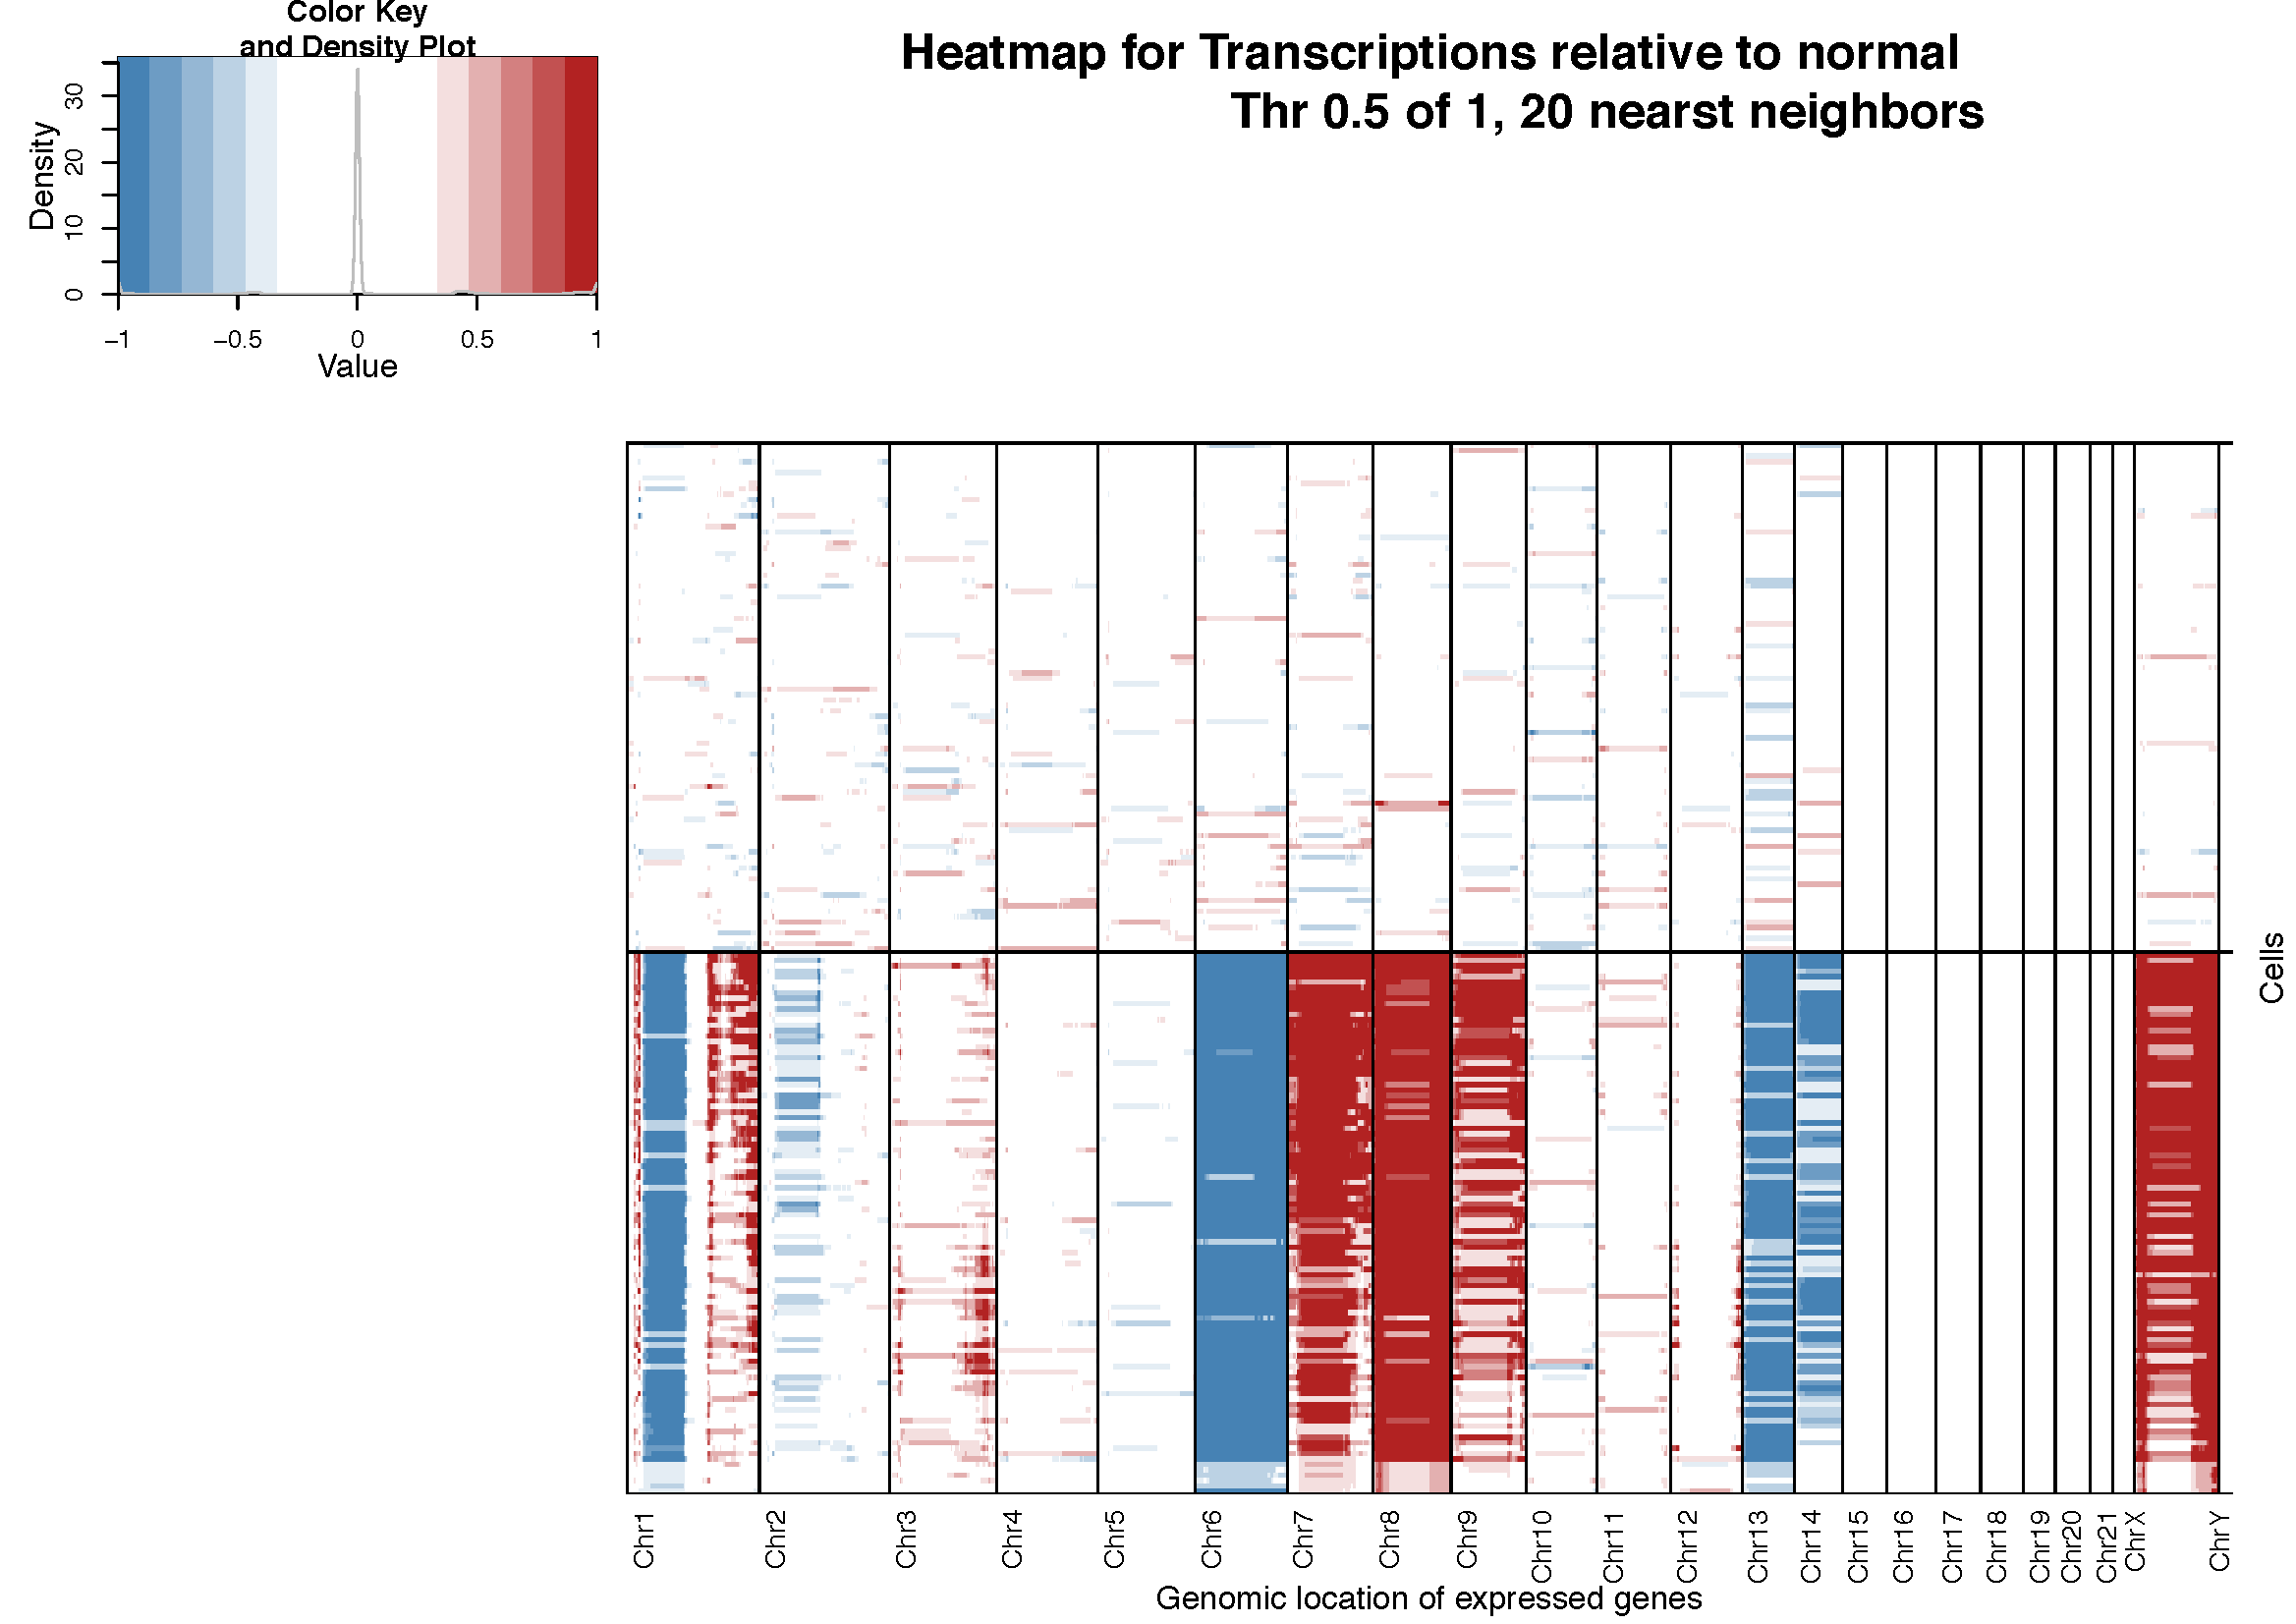 Color Key
and Density Plot
Heatmap for Transcriptions relative to normal
Thr 0.5 of 1, 20 nearst neighbors
Density
30
20
10
0
−1
−0.5
0
0.5
1
Value
Cells
Chr1
Chr2
Chr3
Chr4
Chr5
Chr6
Chr7
Chr8
Chr9
Chr10
Chr11
Chr12
Chr13
Chr14
Chr15
Chr16
Chr17
Chr18
Chr19
Chr20
Chr21
ChrX
ChrY
Genomic location of expressed genes